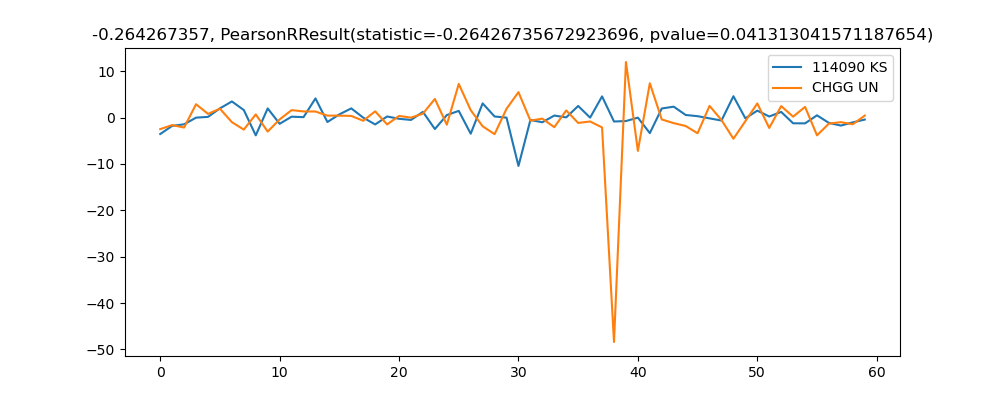 -0.264267357, PearsonRResult(statistic=-0.26426735672923696, pvalue=0.041313041571187654)
114090 KS
CHGG UN
10
0
−10
−20
−30
−40
−50
0 10 20 30 40 50 60